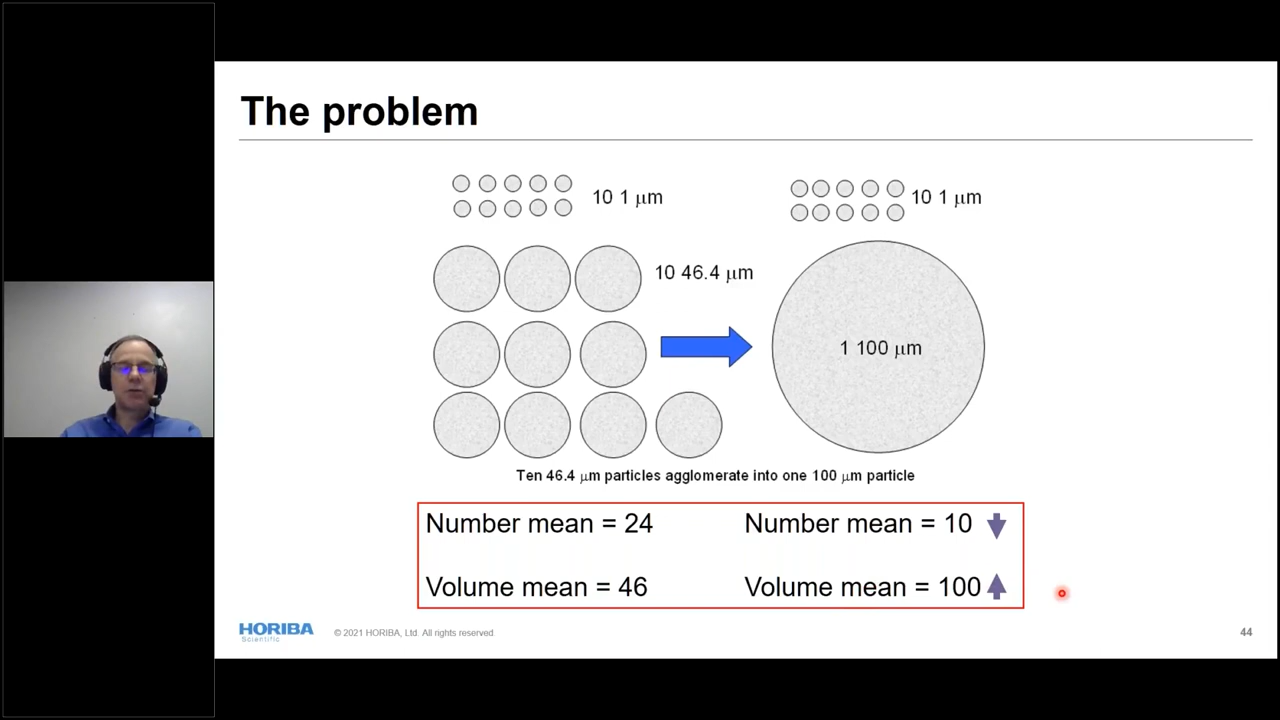 The problem
10 1 μm
10 1 μm
10 46.4 μm
1 100 μm
Ten 46.4 μm particles agglomerate into one 100 μm particle
Number mean = 24
Number mean = 10
Volume mean = 46
Volume mean = 100
HORIBA
Scientific
© 2021 HORIBA, Ltd. All rights reserved.
44